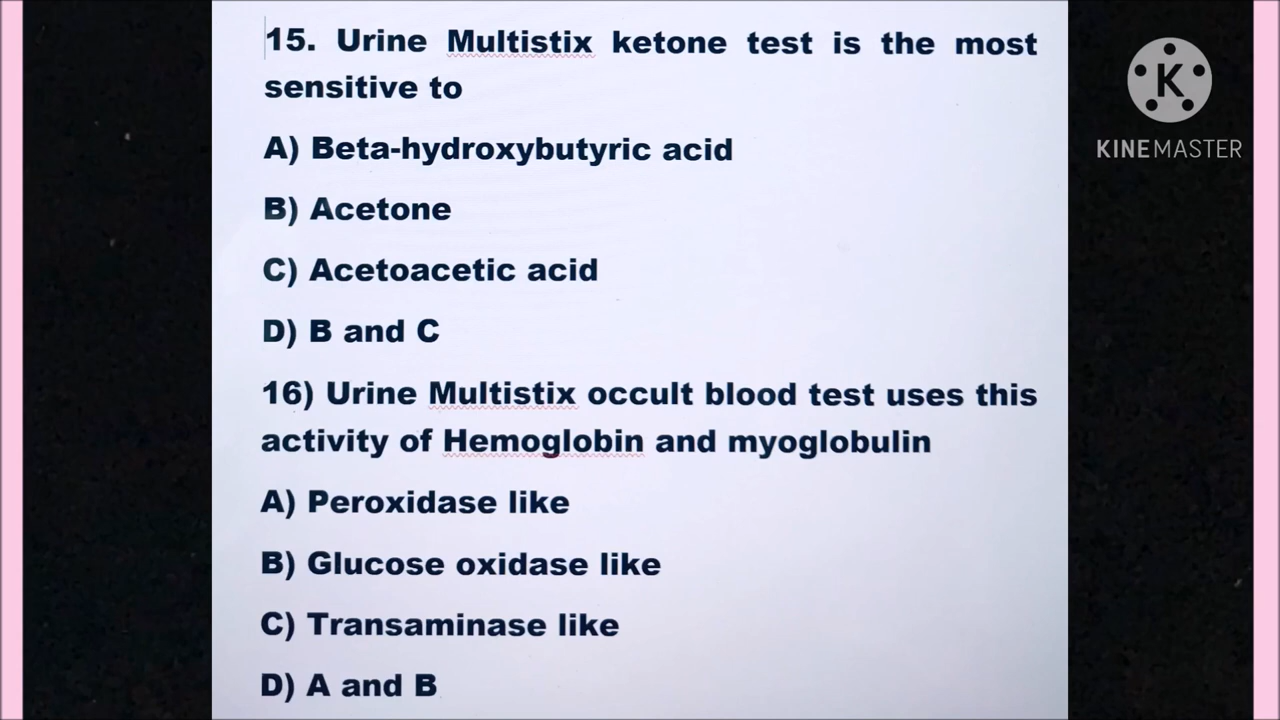 15. Urine Multistix ketone test is the most
sensitive to
A) Beta-hydroxybutyric acid
B) Acetone
C) Acetoacetic acid
D) B and C
16) Urine Multistix occult blood test uses this
activity of Hemoglobin and myoglobulin
A) Peroxidase like
B) Glucose oxidase like
C) Transaminase like
D) A and B
K
KINEMASTER